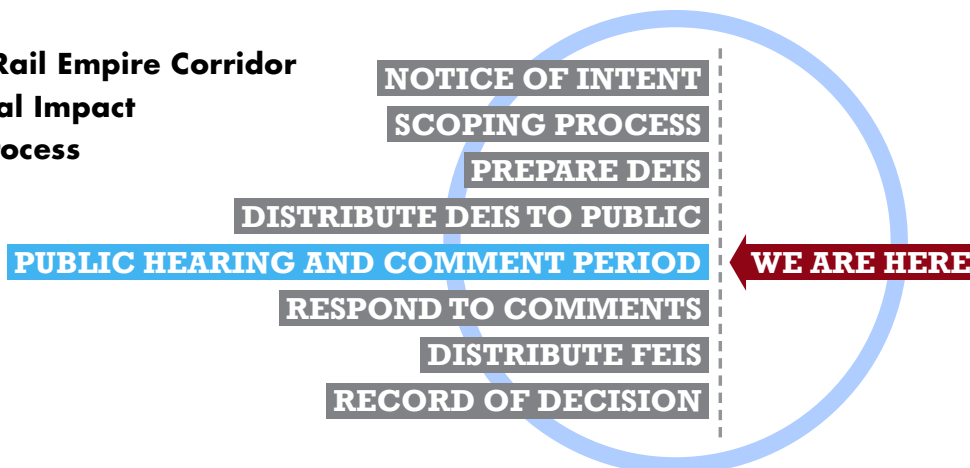 Rail Empire Corridor
al Impact
rocess
NOTICE OF INTENT
SCOPING PROCESS
PREPARE DEIS
DISTRIBUTE DEIS TO PUBLIC
PUBLIC HEARING AND COMMENT PERIOD
WE ARE HERE
RESPOND TO COMMENTS
DISTRIBUTE FEIS
RECORD OF DECISION